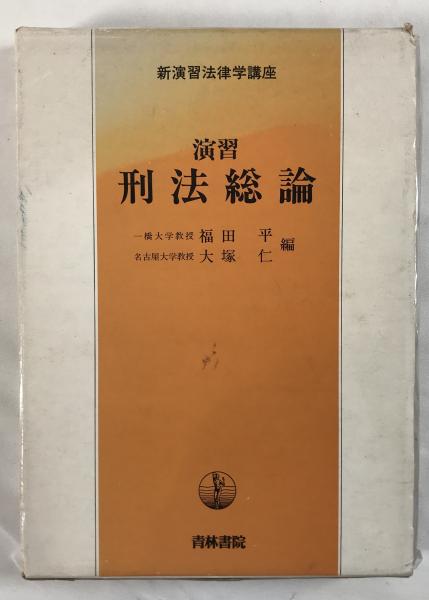 新演習法律学講座
演習
刑法総論
一橋大学教授 福田 平
名古屋大学教授 大塚 仁 編
青林書院